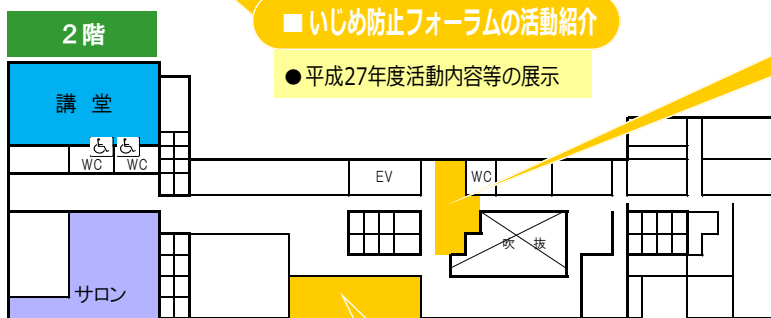 ■ いじめ防止フォーラムの活動紹介
２階
● 平成27年度活動内容等の展示
講 堂
WC
WC
EV
WC
吹 抜
サロン